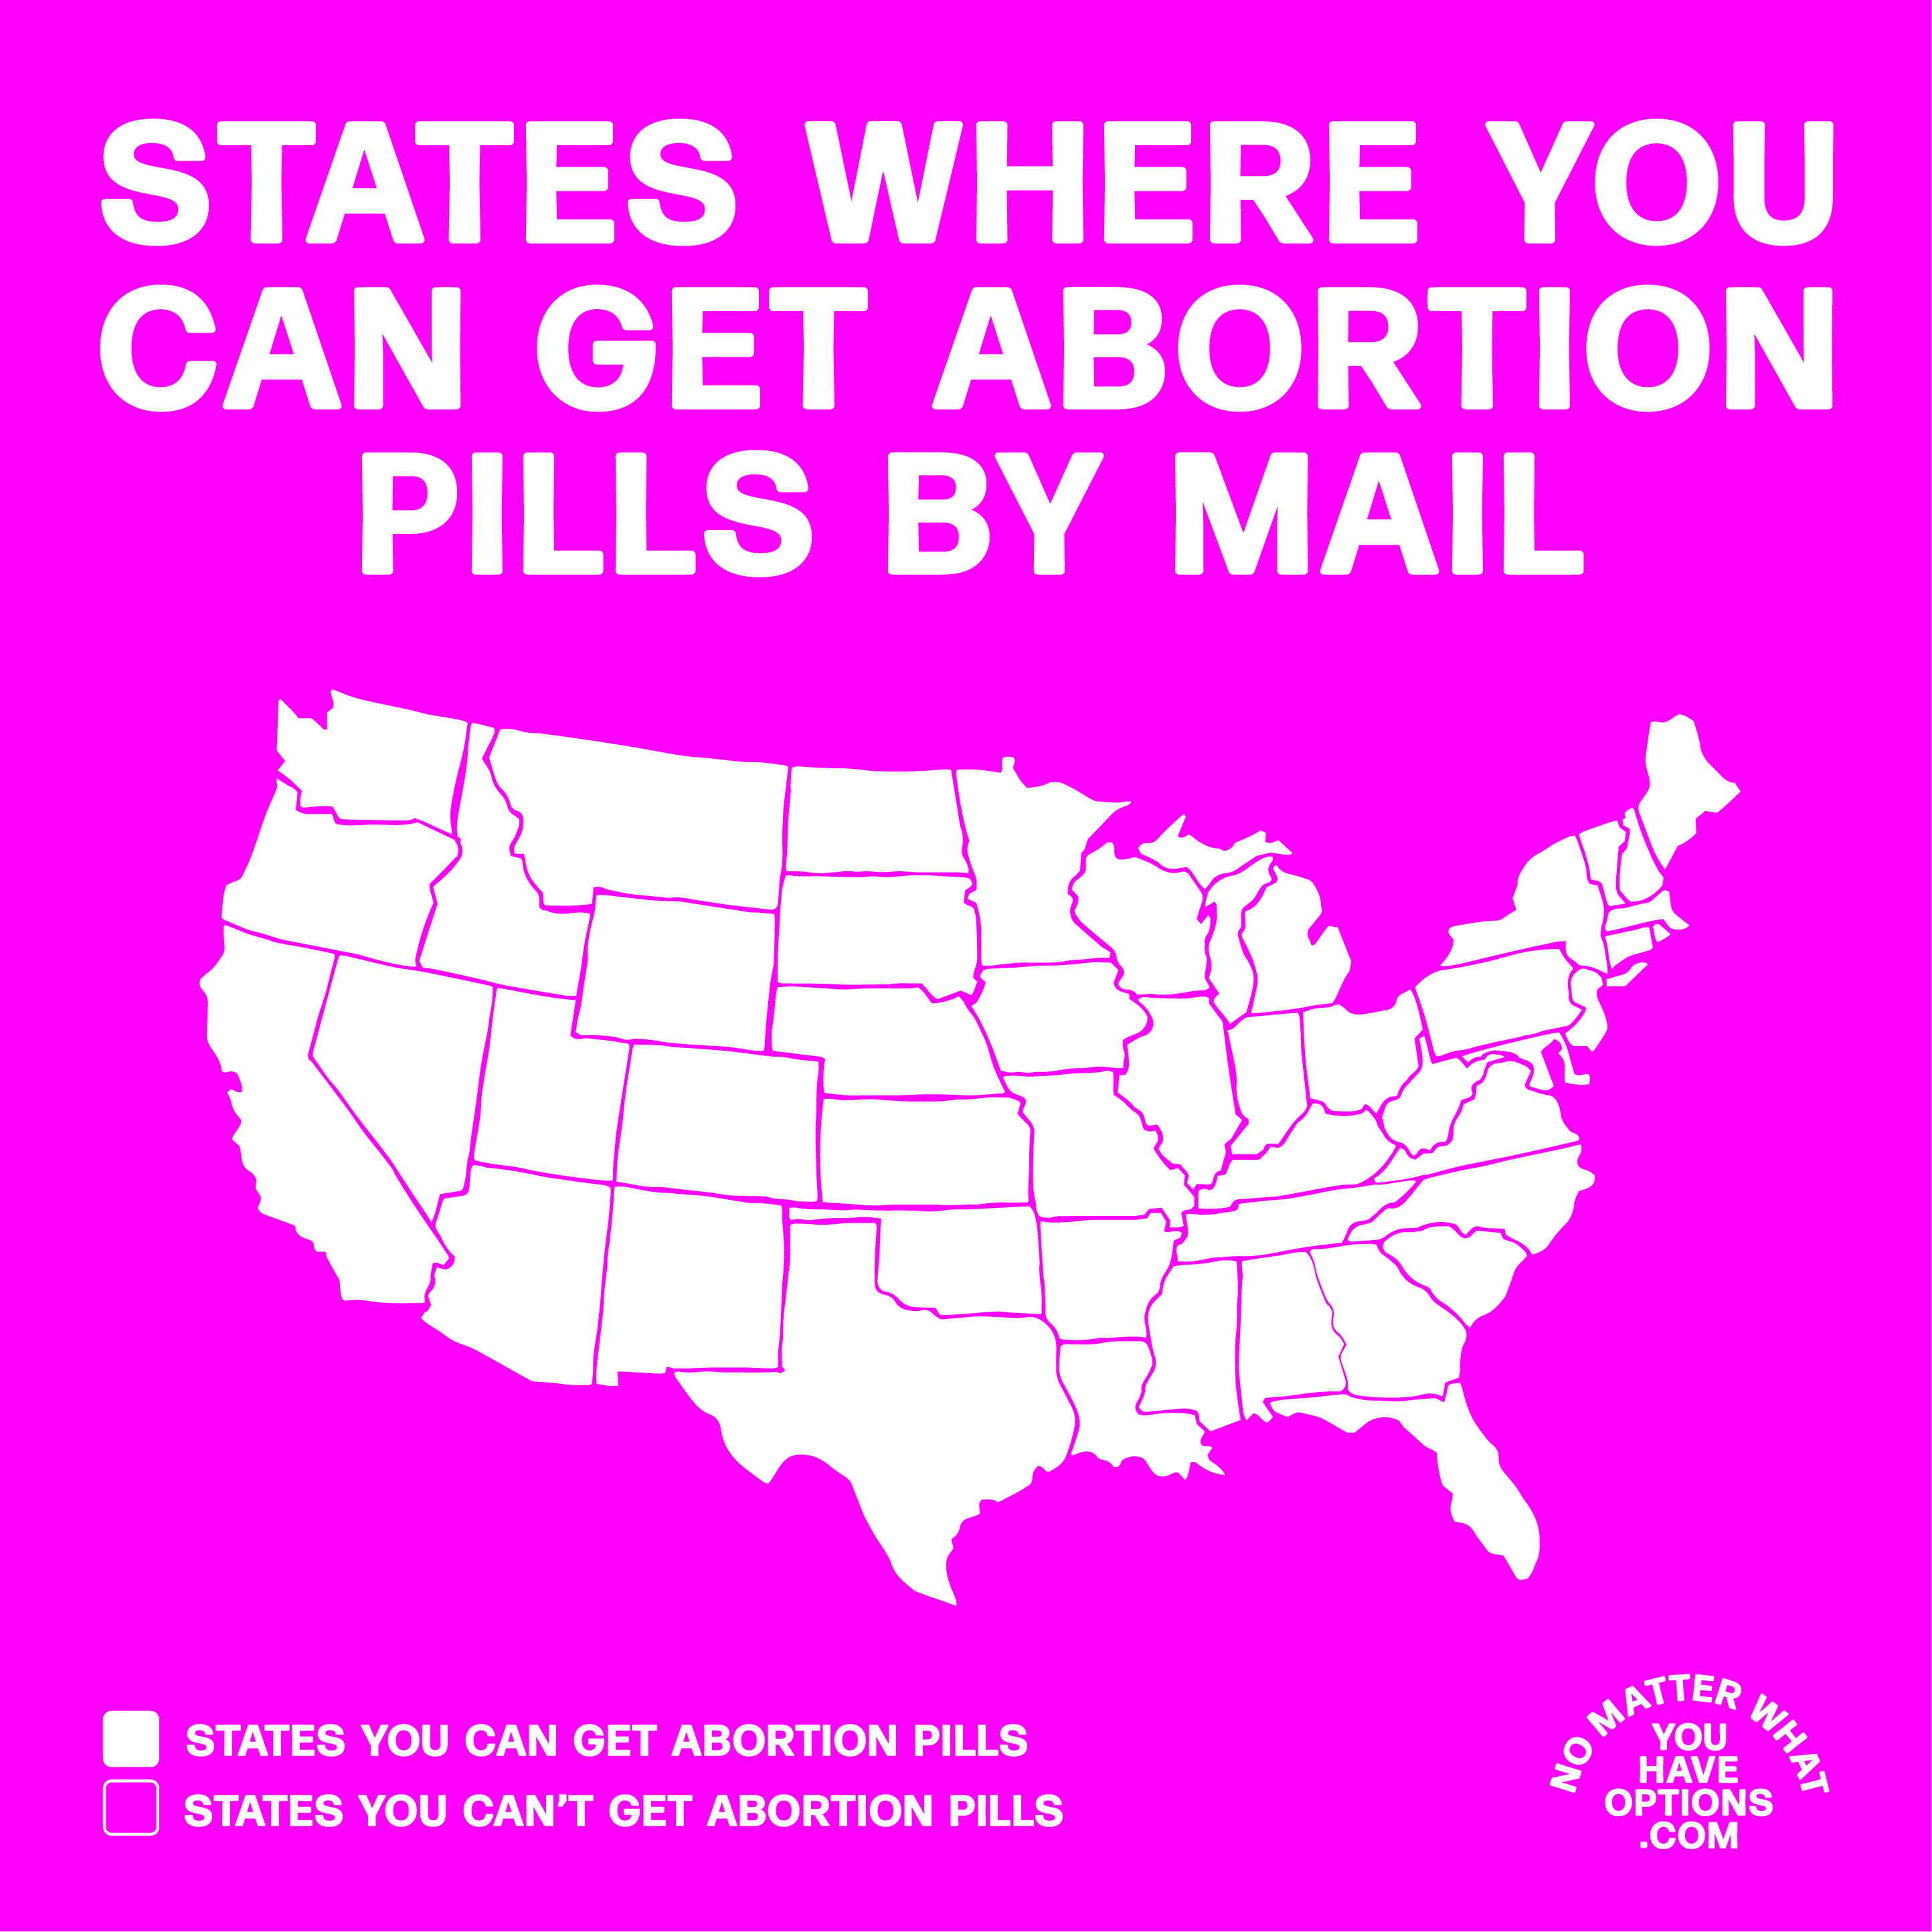 STATES WHERE YOU
CAN GET ABORTION
PILLS BY MAIL
STATES YOU CAN GET ABORTION PILLS
STATES YOU CAN'T GET ABORTION PILLS
NO MATTER WHAT
YOU
HAVE
OPTIONS
.COM